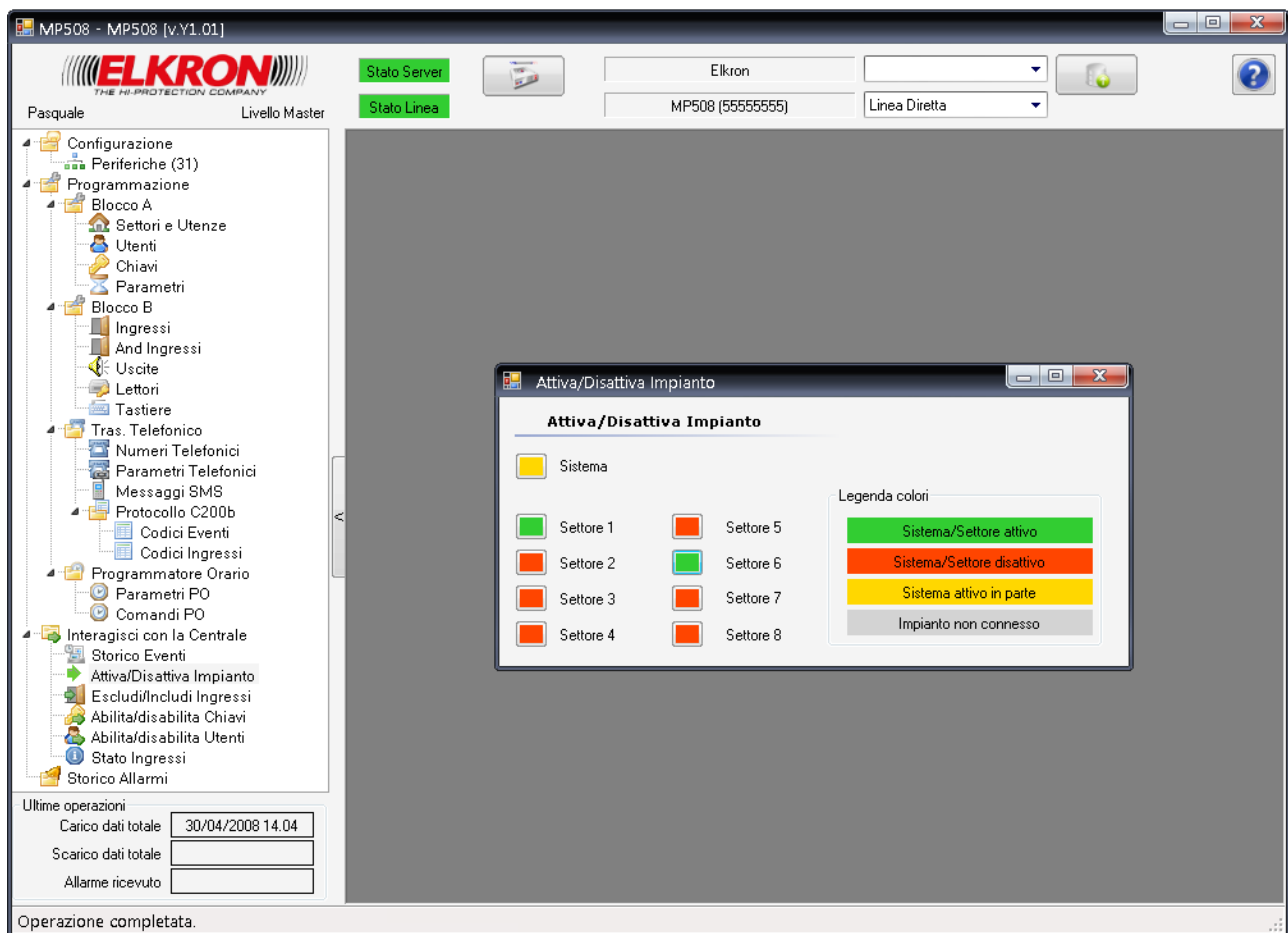 MP508 - MP508 [v.Y1.01]
ELKRON
THE HI-PROTECTION COMPANY
Pasquale
Livello Master
Stato Server
Stato Linea
Elkron
MP508 (55555555)
Linea Diretta
?
Configurazione
Periferiche (31)
Programmazione
Blocco A
Settori e Utenze
Utenti
Chiavi
Parametri
Blocco B
Ingressi
And Ingressi
Uscite
Lettori
Tastiere
Tras. Telefonico
Numeri Telefonici
Parametri Telefonici
Messaggi SMS
Protocollo C200b
Codici Eventi
Codici Ingressi
Programmatore Orario
Parametri PO
Comandi PO
Interagisci con la Centrale
Storico Eventi
Attiva/Disattiva Impianto
Escludi/Includi Ingressi
Abilita/disabilita Chiavi
Abilita/disabilita Utenti
Stato Ingressi
Storico Allarmi
<
Ultime operazioni
Carico dati totale 30/04/2008 14.04
Scarico dati totale
Allarme ricevuto
Operazione completata.
Attiva/Disattiva Impianto
Attiva/Disattiva Impianto
Sistema
Settore 1
Settore 2
Settore 3
Settore 4
Settore 5
Settore 6
Settore 7
Settore 8
Legenda colori
Sistema/Settore attivo
Sistema/Settore disattivo
Sistema attivo in parte
Impianto non connesso